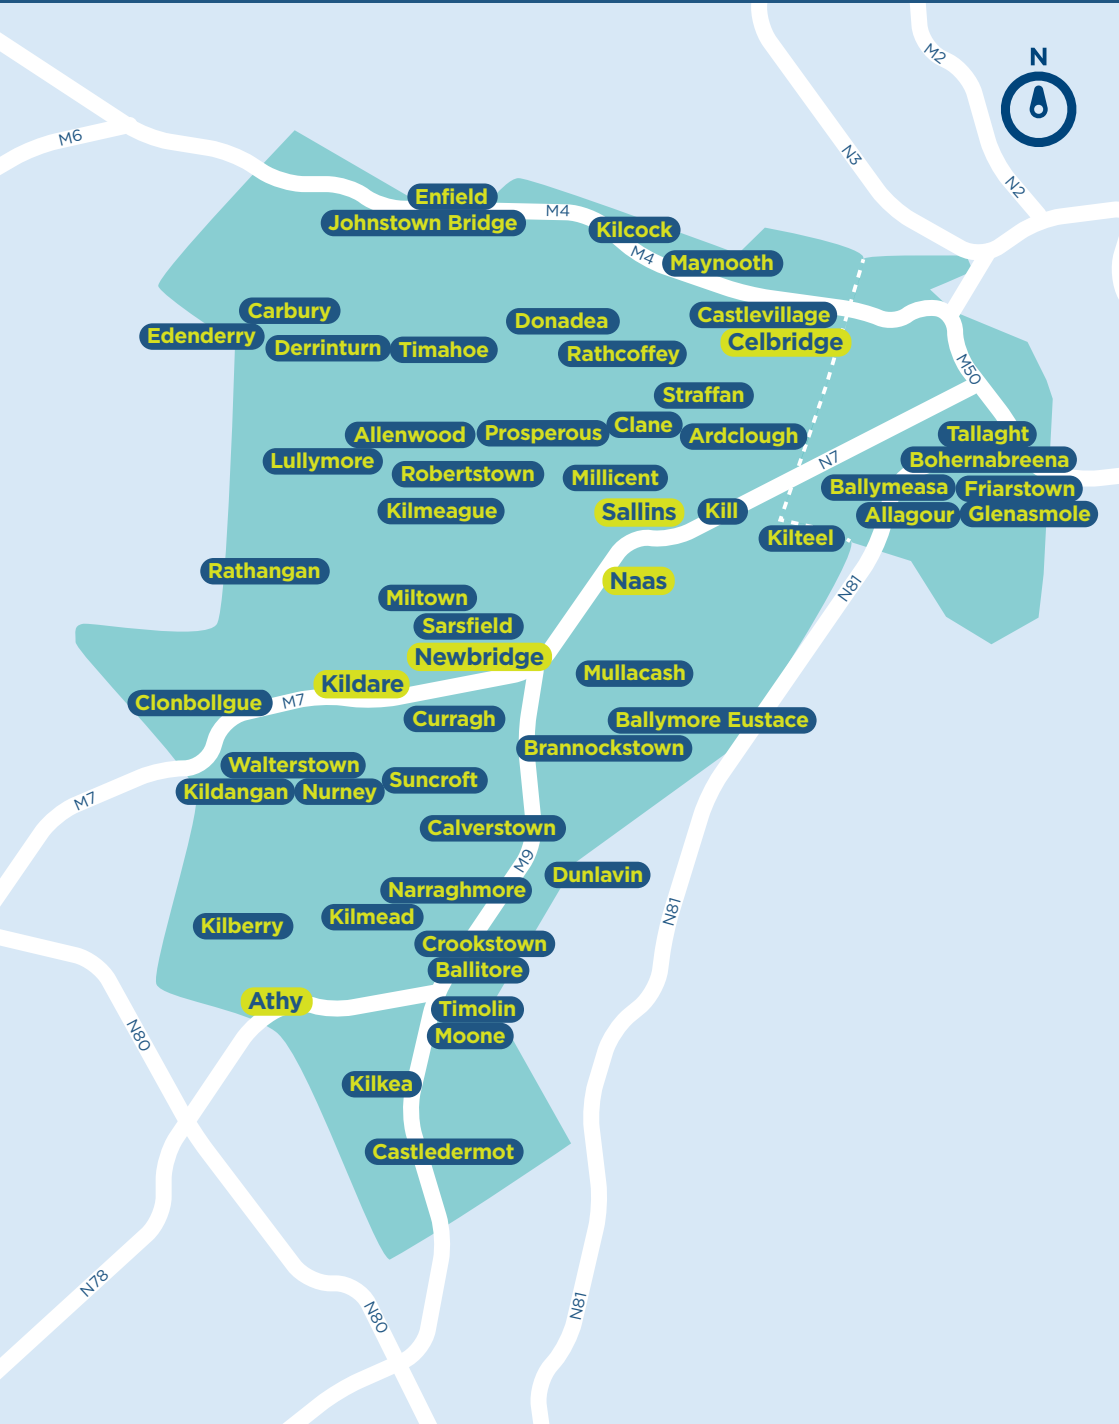 N
M2
M6
N3
N2
Enfield
M4
Johnstown Bridge
Kilcock
M4
Maynooth
Carbury
Castlevillage
Donadea
Edenderry
Celbridge
Derrinturn
Timahoe
Rathcoffey
M50
Straffan
Clane
Allenwood
Prosperous
Ardclough
Tallaght
Lullymore
N7
Bohernabreena
Robertstown
Millicent
Ballymeasa
Friarstown
Kilmeague
Sallins
Kill
Allagour
Glenasmole
Kilteel
Rathangan
Naas
N81
Miltown
Sarsfield
Newbridge
Mullacash
Kildare
Clonbollgue
M7
Curragh
Ballymore Eustace
Brannockstown
Walterstown
Suncroft
Kildangan
Nurney
M7
Calverstown
M9
Dunlavin
Narraghmore
Kilmead
N81
Kilberry
Crookstown
Ballitore
Athy
Timolin
N80
Moone
Kilkea
Castledermot
N78
N80
N81